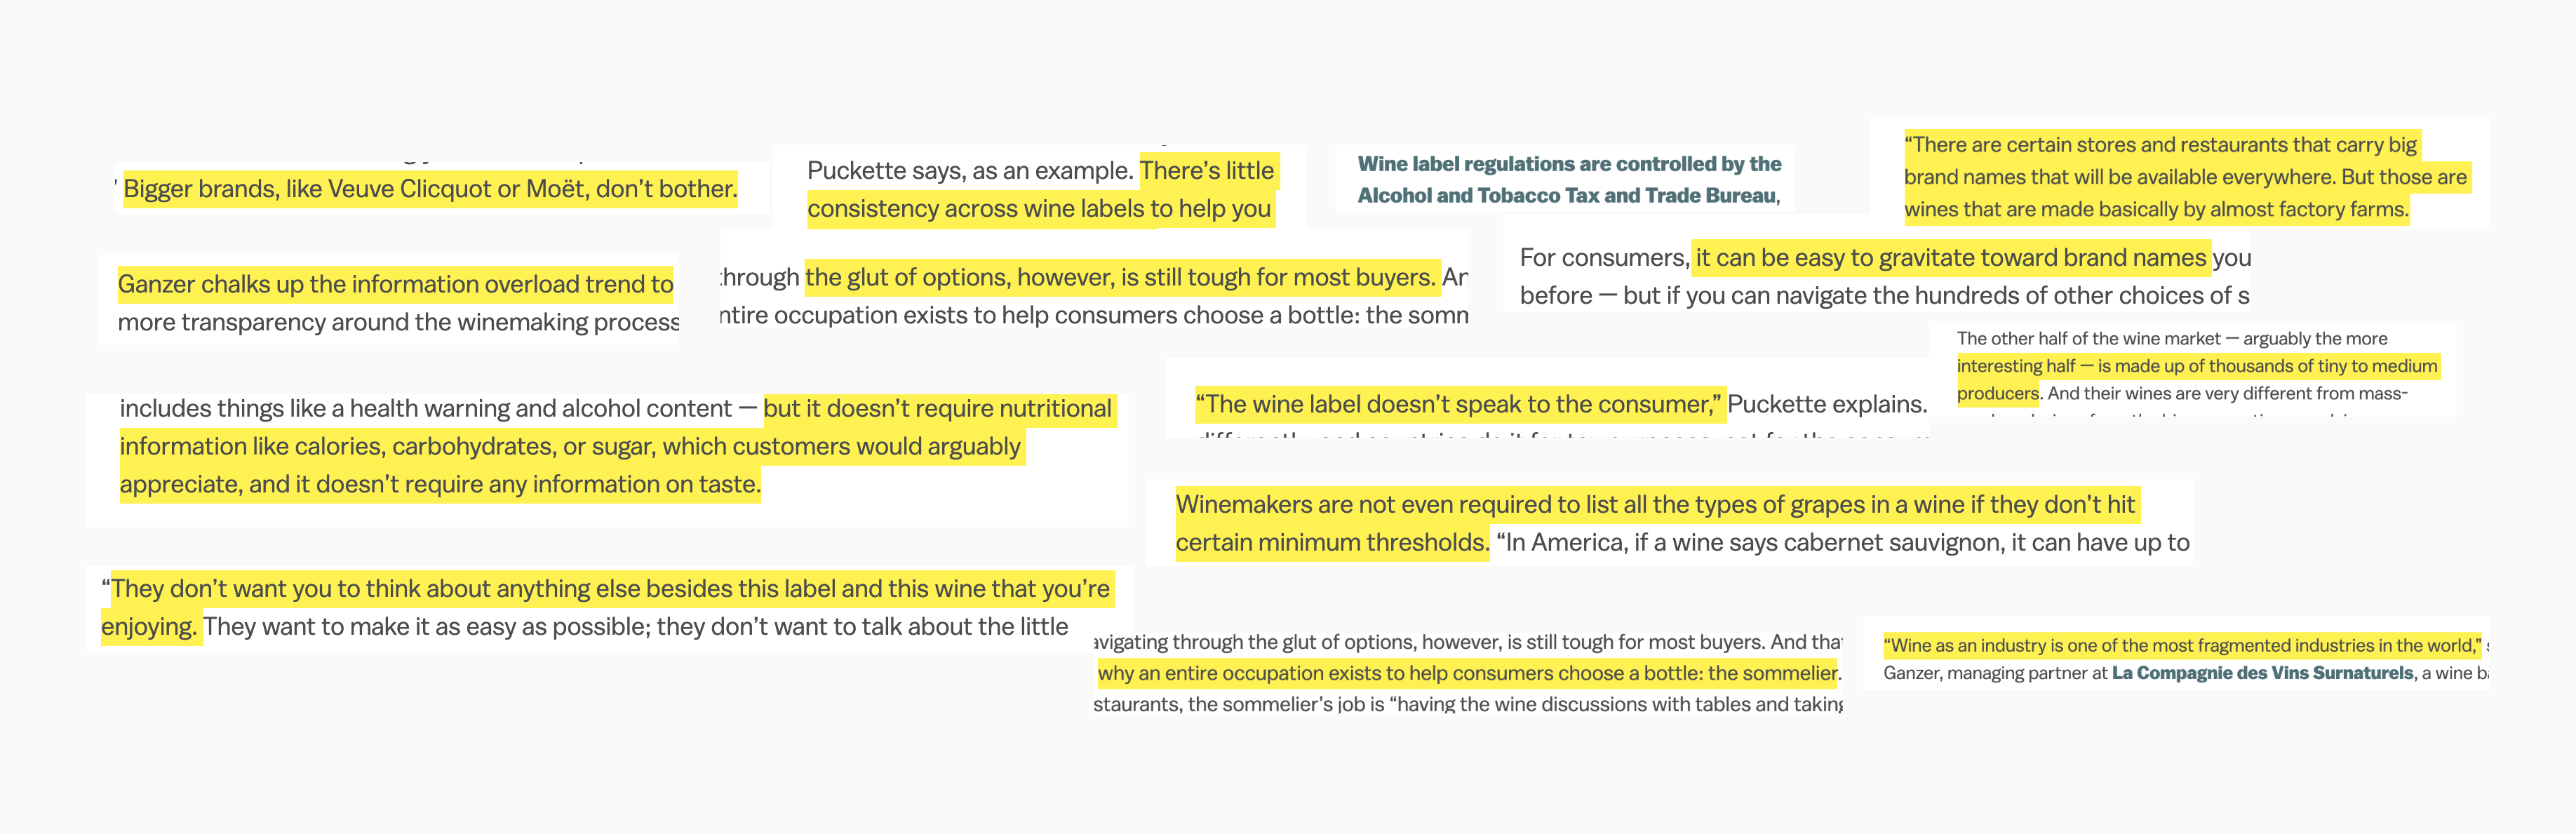 Bigger brands, like Veuve Clicquot or Moët, don’t bother.
Puckette says, as an example. There’s little
consistency across wine labels to help you
Wine label regulations are controlled by the
Alcohol and Tobacco Tax and Trade Bureau,
“There are certain stores and restaurants that carry big
brand names that will be available everywhere. But those are
wines that are made basically by almost factory farms.
Ganzer chalks up the information overload trend to
more transparency around the winemaking process
through the glut of options, however, is still tough for most buyers. An
ntire occupation exists to help consumers choose a bottle: the somm
For consumers, it can be easy to gravitate toward brand names you
before — but if you can navigate the hundreds of other choices of s
The other half of the wine market — arguably the more
interesting half — is made up of thousands of tiny to medium
producers. And their wines are very different from mass-
includes things like a health warning and alcohol content — but it doesn’t require nutritional
information like calories, carbohydrates, or sugar, which customers would arguably
appreciate, and it doesn’t require any information on taste.
“The wine label doesn’t speak to the consumer,” Puckette explains.
Winemakers are not even required to list all the types of grapes in a wine if they don’t hit
certain minimum thresholds. “In America, if a wine says cabernet sauvignon, it can have up to
“They don’t want you to think about anything else besides this label and this wine that you’re
enjoying. They want to make it as easy as possible; they don’t want to talk about the little
avigating through the glut of options, however, is still tough for most buyers. And that
why an entire occupation exists to help consumers choose a bottle: the sommelier.
staurants, the sommelier’s job is “having the wine discussions with tables and taking
“Wine as an industry is one of the most fragmented industries in the world,” s
Ganzer, managing partner at La Compagnie des Vins Surnaturels, a wine ba